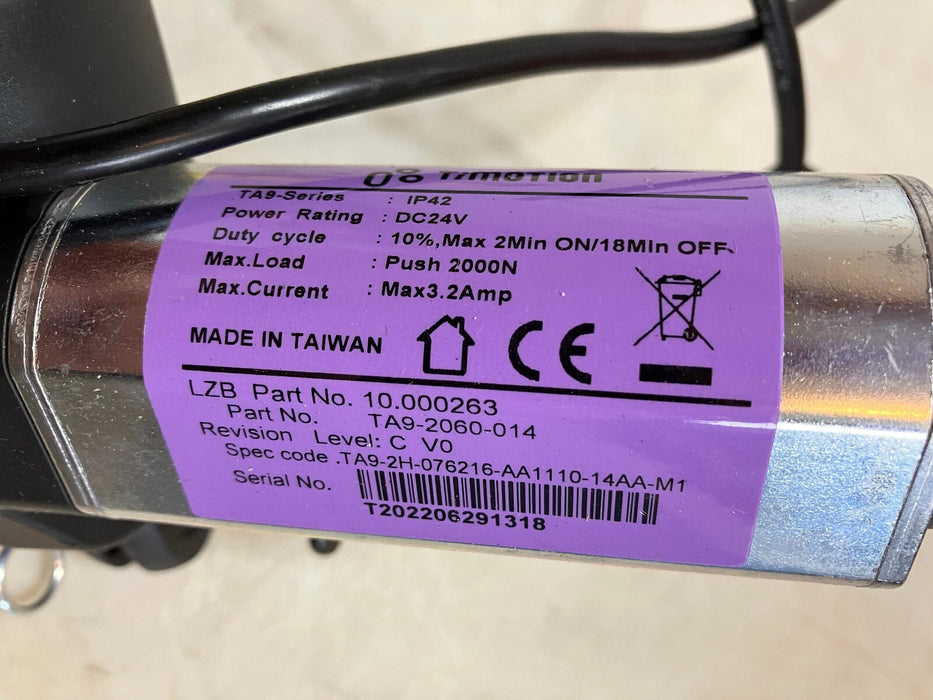 TiMOTION
TA9-Series : IP42
Power Rating : DC24V
Duty cycle : 10%,Max 2Min ON/18Min OFF
Max.Load : Push 2000N
Max.Current : Max3.2Amp
MADE IN TAIWAN CE
LZB Part No. 10.000263
Part No. TA9-2060-014
Revision Level: C V0
Spec code .TA9-2H-076216-AA1110-14AA-M1
Serial No.
T202206291318